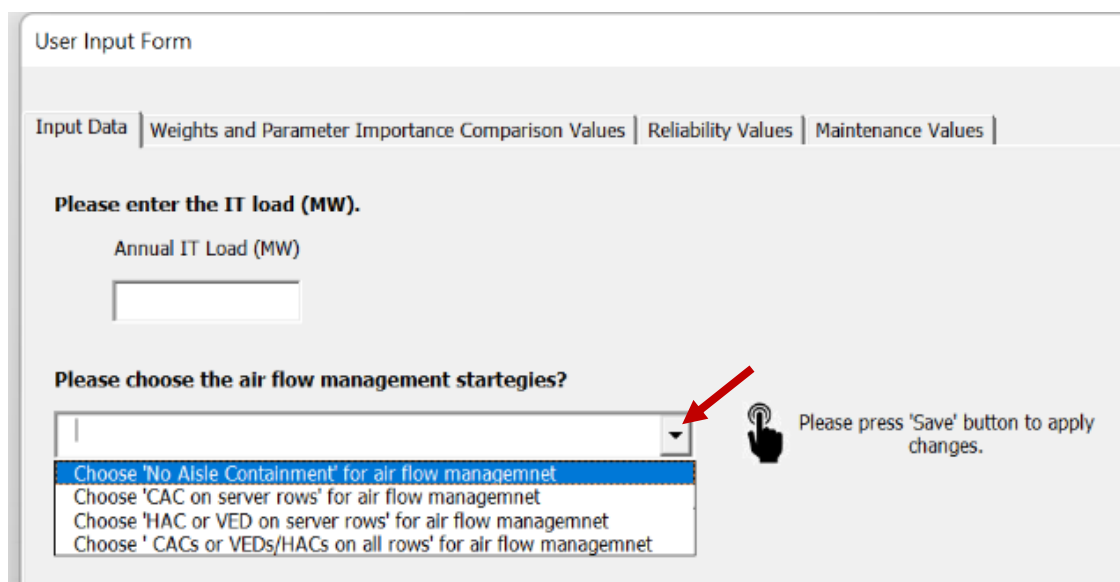 User Input Form
Input Data
Weights and Parameter Importance Comparison Values
Reliability Values
Maintenance Values
Please enter the IT load (MW).
Annual IT Load (MW)
Please choose the air flow management startegies?
Please press 'Save' button to apply
changes.
Choose 'No Aisle Containment' for air flow managemnet
Choose 'CAC on server rows' for air flow managemnet
Choose 'HAC or VED on server rows' for air flow managemnet
Choose ' CACs or VEDs/HACs on all rows' for air flow managemnet